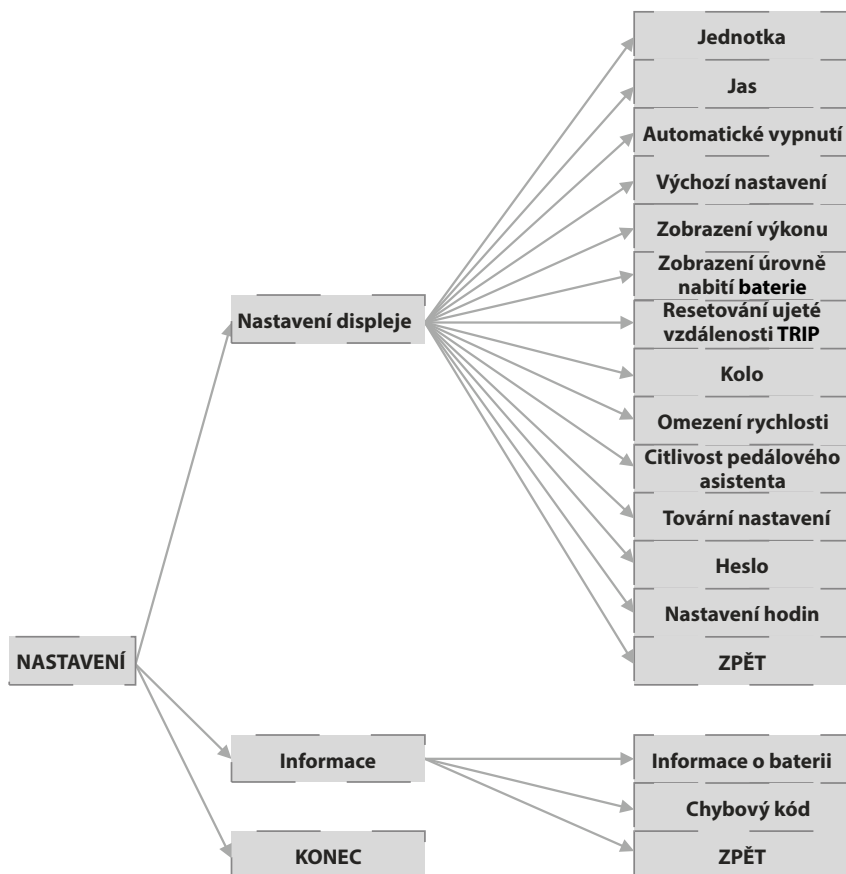 Jednotka
Jas
Automatické vypnutí
Výchozí nastavení
Zobrazení výkonu
Zobrazení úrovně
nabití baterie
Nastavení displeje
Resetování ujeté
vzdálenosti TRIP
Kolo
Omezení rychlosti
Citlivost pedálového
asistenta
Tovární nastavení
Heslo
Nastavení hodin
NASTAVENÍ
ZPĚT
Informace
Informace o baterii
Chybový kód
KONEC
ZPĚT